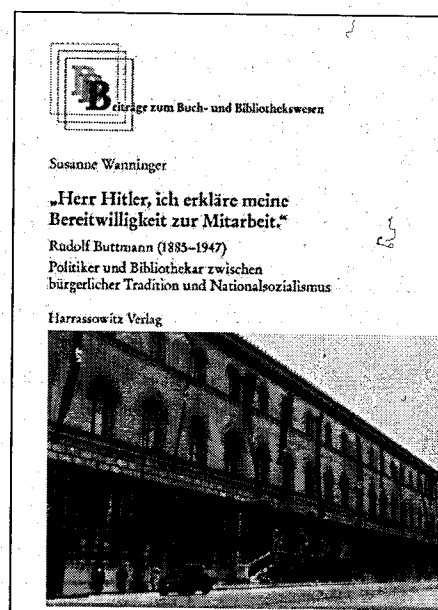 Beiträge zum Buch- und Bibliothekswesen
Susanne Wanninger
„Herr Hitler, ich erkläre meine
Bereitwilligkeit zur Mitarbeit.“
Rudolf Buttmann (1885–1947)
Politiker und Bibliothekar zwischen
bürgerlicher Tradition und Nationalsozialismus
Harrassowitz Verlag